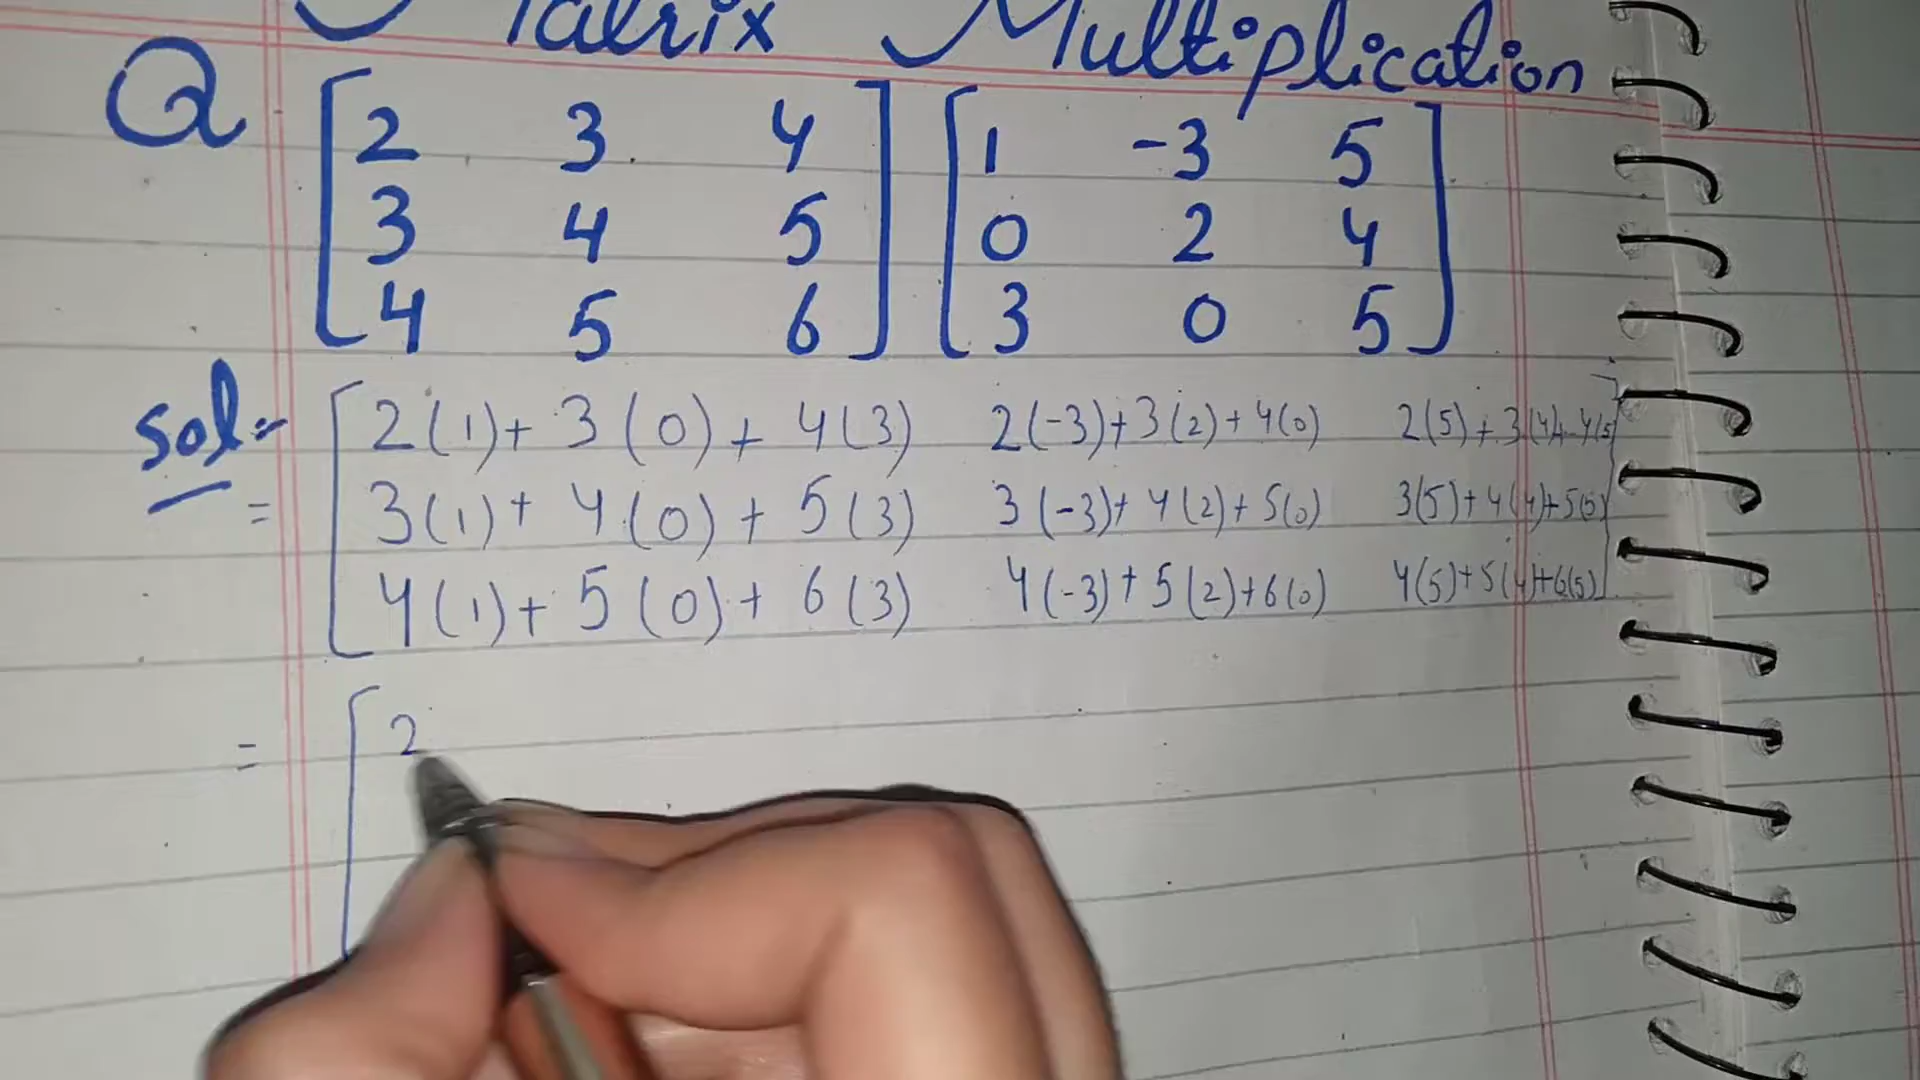 Matrix Multiplication
Q [ 2 3 4 ] [ 1 -3 5 ]
3 4 5 0 2 4
4 5 6 3 0 5
Sol:-
2(1)+ 3(0)+ 4(3) 2(-3)+3(2)+4(0) 2(5)+3(4)+4(5)
= 3(1)+ 4(0)+ 5(3) 3(-3)+4(2)+5(0) 3(5)+4(4)+5(5)
4(1)+ 5(0)+ 6(3) 4(-3)+5(2)+6(0) 4(5)+5(4)+6(5)
= [ 2